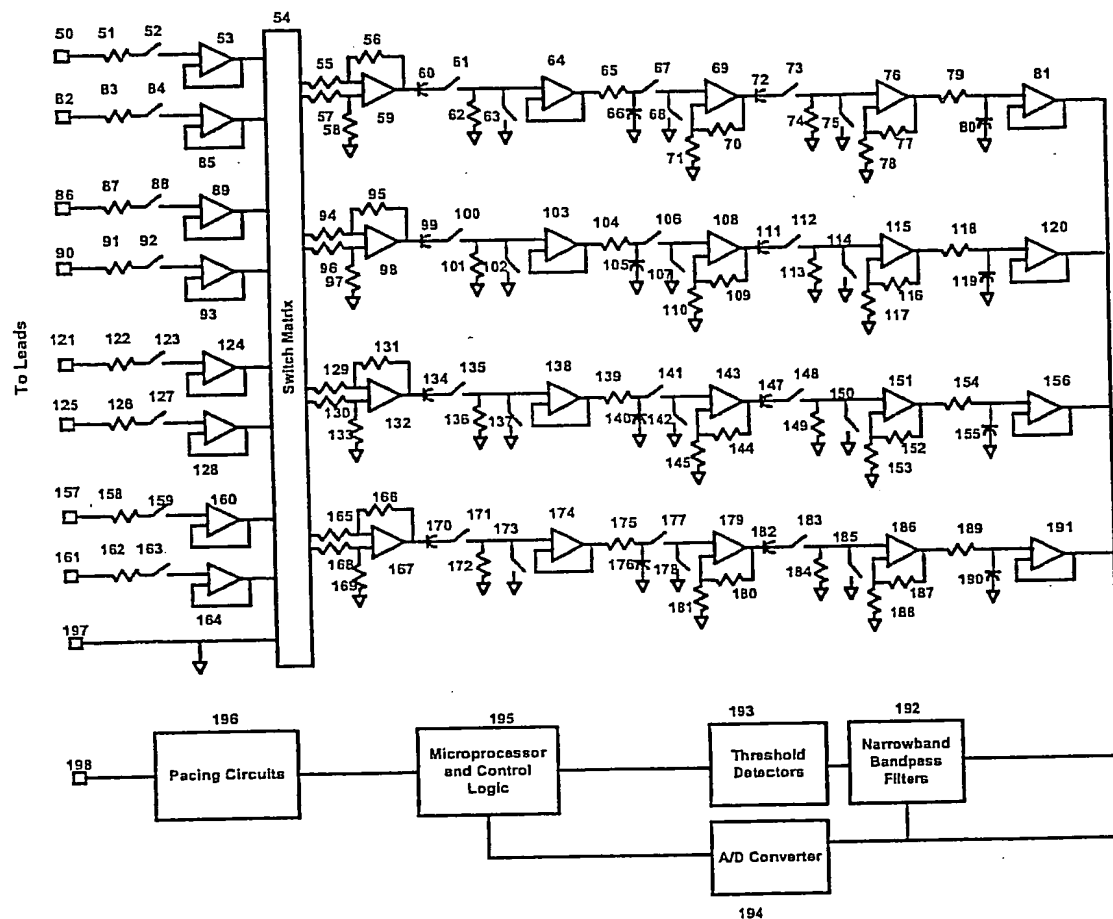 54
50 51 52 53
55 56 60 61 64 65 67 69 72 73 76 79 81
82 83 84
57 58 59 62 63 66 68 70 71 74 75 77 78 80
85
86 87 88 89
94 95 99 100 103 104 106 108 111 112 114 115 118 120
90 91 92
96 97 98 101 102 105 107 109 110 113 116 117 119
93
To Leads
Switch Matrix
121 122 123 124
129 131 134 135 138 139 141 143 147 148 150 151 154 156
125 126 127
130 133 132 136 137 140 142 144 145 149 152 153 155
128
157 158 159 160
165 166 170 171 173 174 175 177 179 182 183 185 186 189 191
161 162 163
168 169 167 172 176 178 180 181 184 187 188 190
164
197
196 195 193 192
198
Pacing Circuits
Microprocessor
and Control
Logic
Threshold
Detectors
Narrowband
Bandpass
Filters
A/D Converter
194